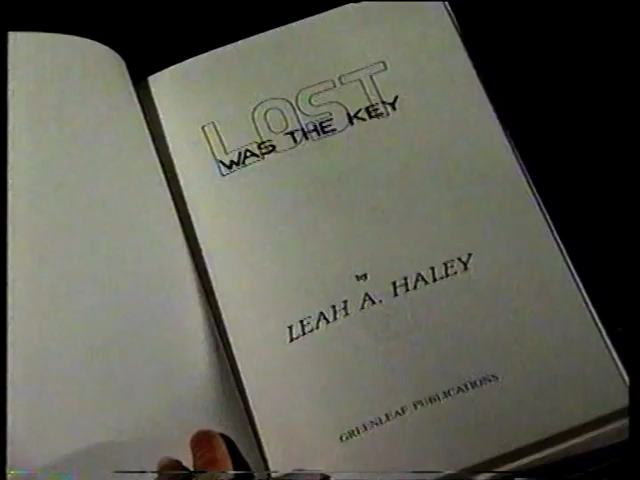 LOST
WAS THE KEY
by
LEAH A. HALEY
GREENLEAF PUBLICATIONS